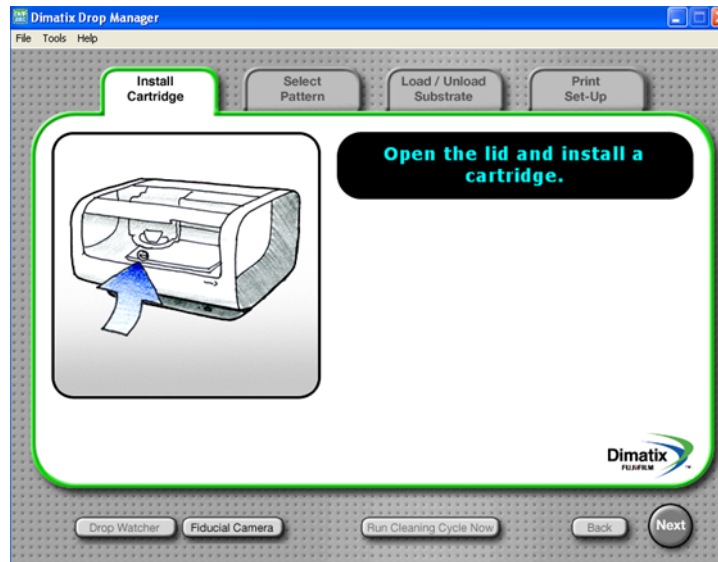 Dimatix Drop Manager
File Tools Help
Install
Cartridge
Select
Pattern
Load / Unload
Substrate
Print
Set-Up
Open the lid and install a
cartridge.
Dimatix
FUJIFILM
Drop Watcher
Fiducial Camera
Run Cleaning Cycle Now
Back
Next